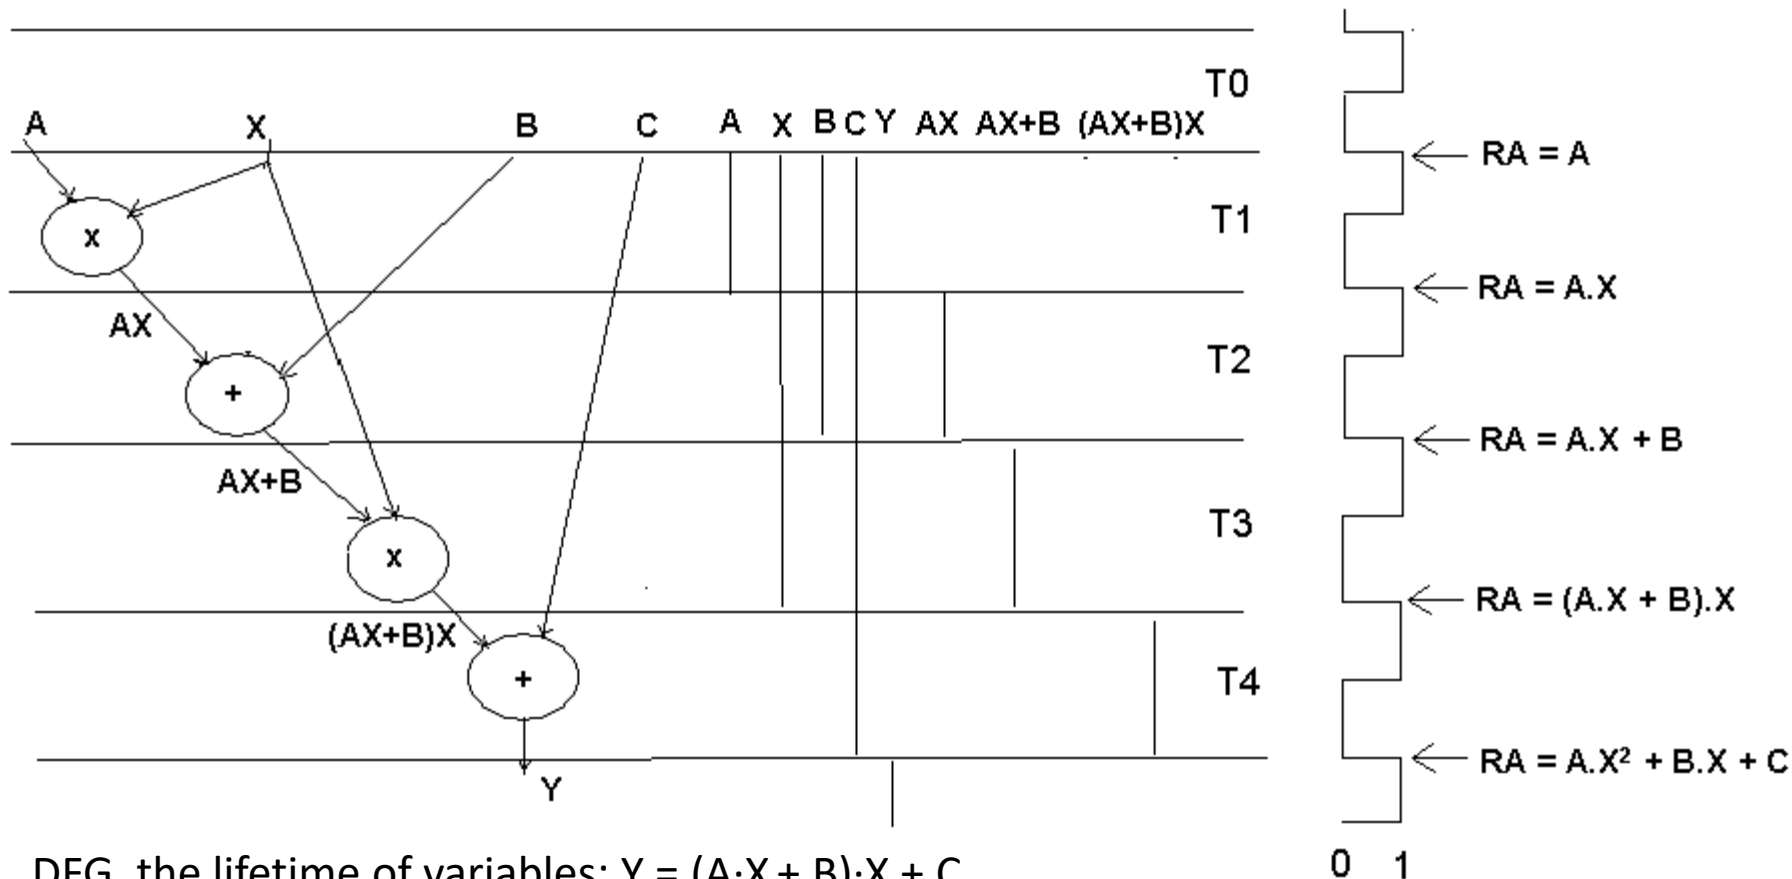 T0
A X B C A X B C Y AX AX+B (AX+B)X
RA = A
x
T1
RA = A.X
AX
T2
+
RA = A.X + B
AX+B
T3
x
RA = (A.X + B).X
(AX+B)X
T4
+
RA = A.X² + B.X + C
Y
DFG, the lifetime of variables: Y = (A·X + B)·X + C
0 1